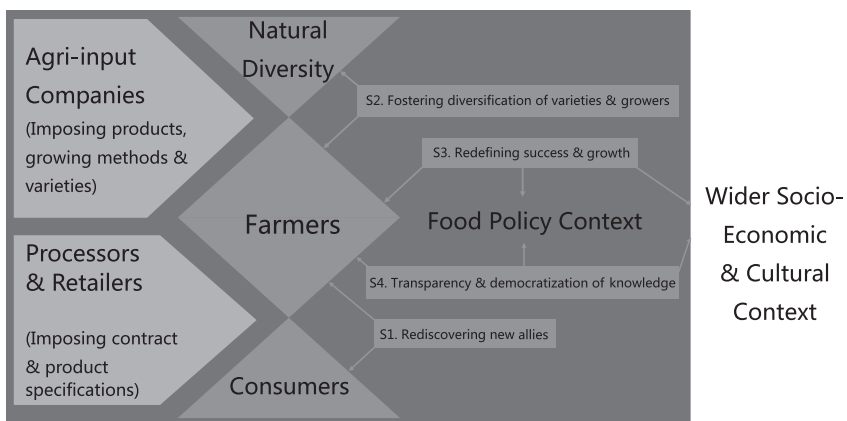 Agri-input
Companies
(Imposing products,
growing methods &
varieties)
Processors
& Retailers
(Imposing contract
& product
specifications)
Natural
Diversity
Farmers
Consumers
S2. Fostering diversification of varieties & growers
S3. Redefining success & growth
Food Policy Context
S4. Transparency & democratization of knowledge
S1. Rediscovering new allies
Wider Socio-
Economic
& Cultural
Context